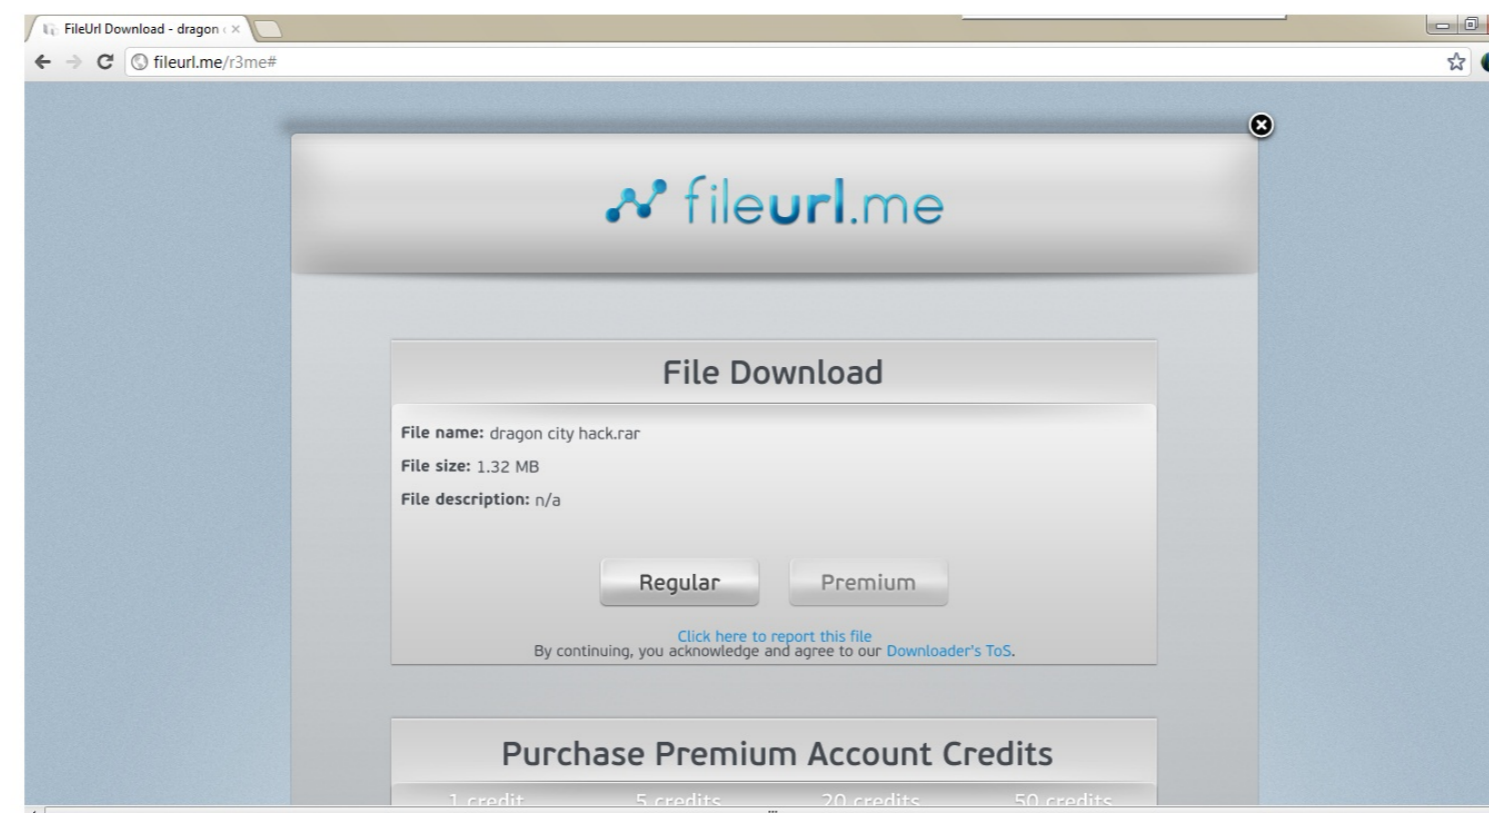 FileUrl Download - dragon c
fileurl.me/r3me#
fileurl.me
File Download
File name: dragon city hack.rar
File size: 1.32 MB
File description: n/a
Regular Premium
Click here to report this file
By continuing, you acknowledge and agree to our Downloader's ToS.
Purchase Premium Account Credits
1 credit 5 credits 20 credits 50 credits